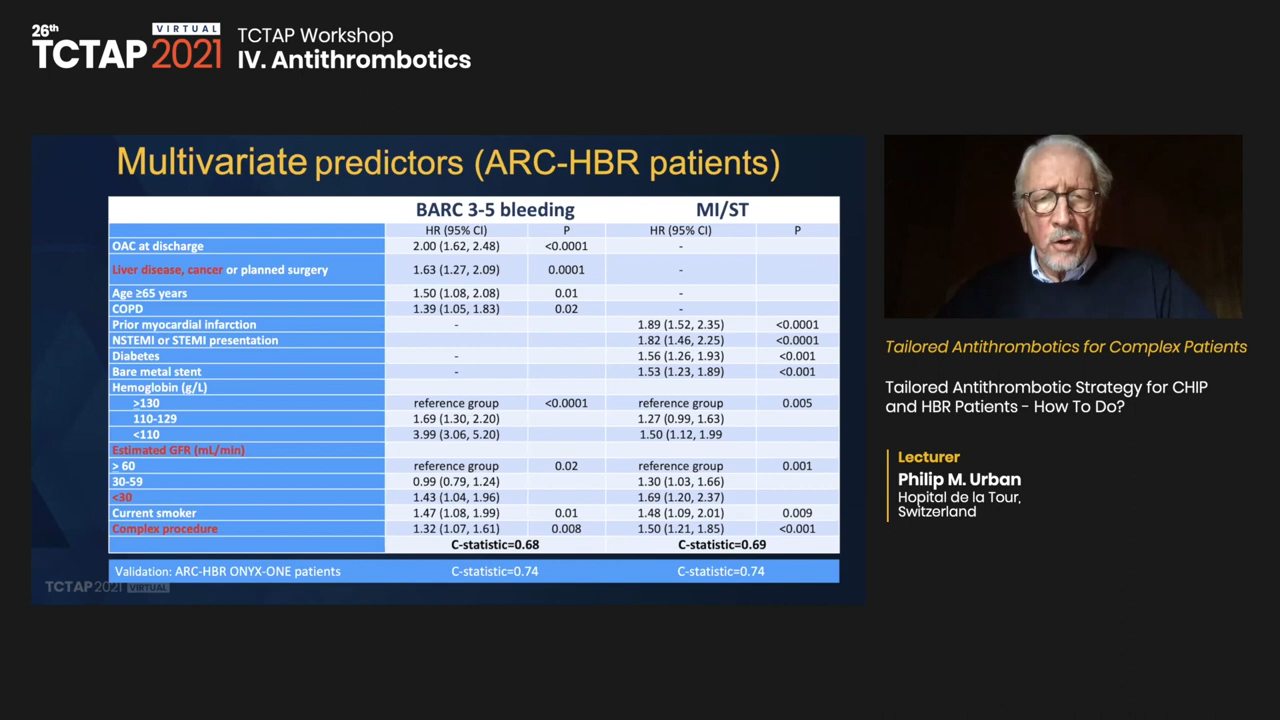 26th
VIRTUAL
TCTAP 2021
TCTAP Workshop
IV. Antithrombotics
Multivariate predictors (ARC-HBR patients)
BARC 3-5 bleeding MI/ST
HR (95% CI) P HR (95% CI) P
OAC at discharge 2.00 (1.62, 2.48) <0.0001 -
Liver disease, cancer or planned surgery 1.63 (1.27, 2.09) 0.0001 -
Age ≥65 years 1.50 (1.08, 2.08) 0.01 -
COPD 1.39 (1.05, 1.83) 0.02 -
Prior myocardial infarction - 1.89 (1.52, 2.35) <0.0001
NSTEMI or STEMI presentation 1.82 (1.46, 2.25) <0.0001
Diabetes - 1.56 (1.26, 1.93) <0.001
Bare metal stent - 1.53 (1.23, 1.89) <0.001
Hemoglobin (g/L)
≥130 reference group <0.0001 reference group 0.005
110-129 1.69 (1.30, 2.20) 1.27 (0.99, 1.63)
<110 3.99 (3.06, 5.20) 1.50 (1.12, 1.99
Estimated GFR (mL/min)
> 60 reference group 0.02 reference group 0.001
30-59 0.99 (0.79, 1.24) 1.30 (1.03, 1.66)
<30 1.43 (1.04, 1.96) 1.69 (1.20, 2.37)
Current smoker 1.47 (1.08, 1.99) 0.01 1.48 (1.09, 2.01) 0.009
Complex procedure 1.32 (1.07, 1.61) 0.008 1.50 (1.21, 1.85) <0.001
C-statistic=0.68 C-statistic=0.69
Validation: ARC-HBR ONYX-ONE patients C-statistic=0.74 C-statistic=0.74
TCTAP2021 VIRTUAL
Tailored Antithrombotics for Complex Patients
Tailored Antithrombotic Strategy for CHIP
and HBR Patients - How To Do?
Lecturer
Philip M. Urban
Hopital de la Tour,
Switzerland